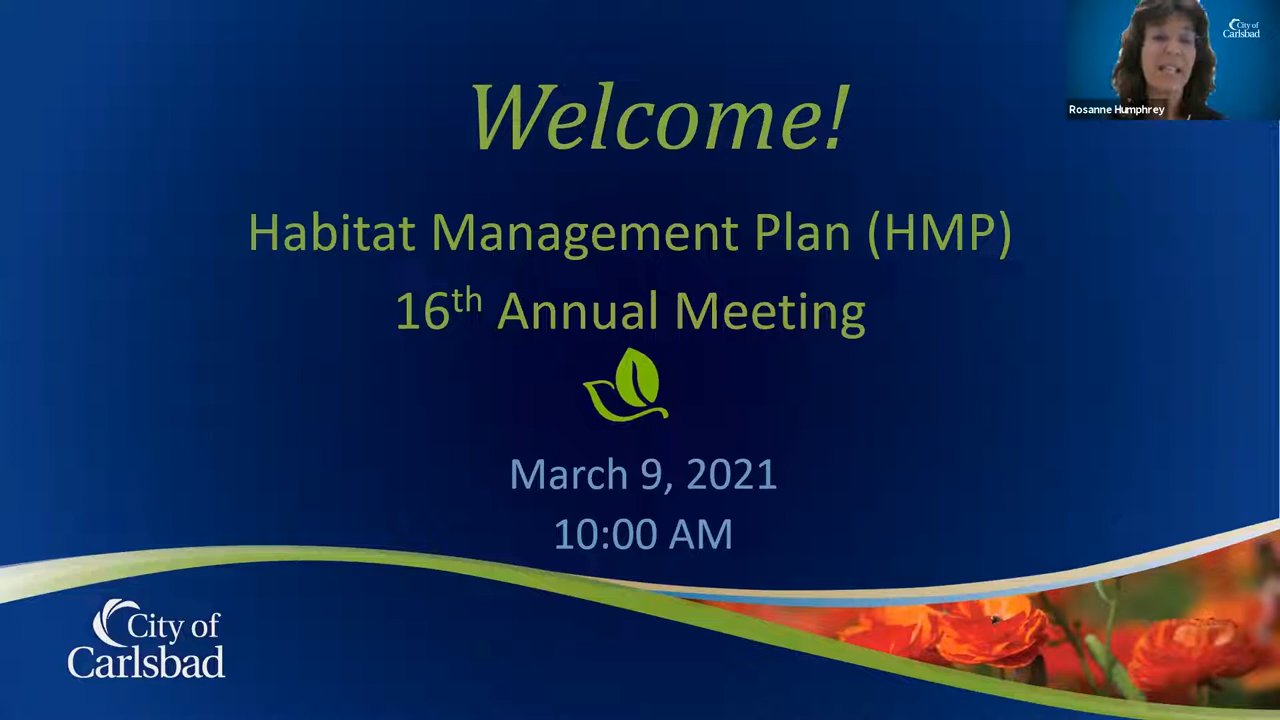 Welcome!
Habitat Management Plan (HMP)
16th Annual Meeting
March 9, 2021
10:00 AM
City of
Carlsbad
City of
Carlsbad
Rosanne Humphrey